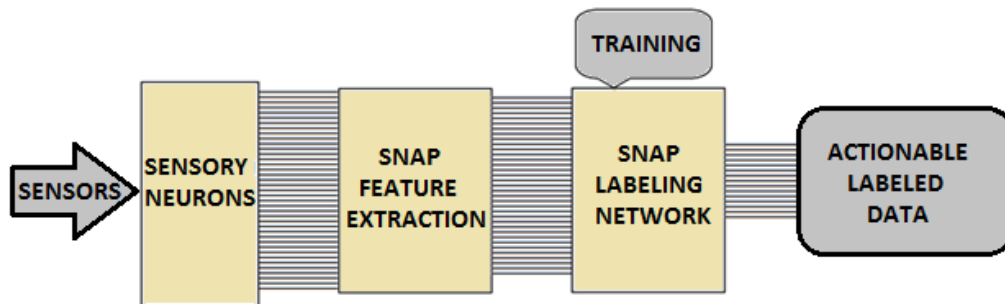 TRAINING
SENSORS
SENSORY
NEURONS
SNAP
FEATURE
EXTRACTION
SNAP
LABELING
NETWORK
ACTIONABLE
LABELED
DATA